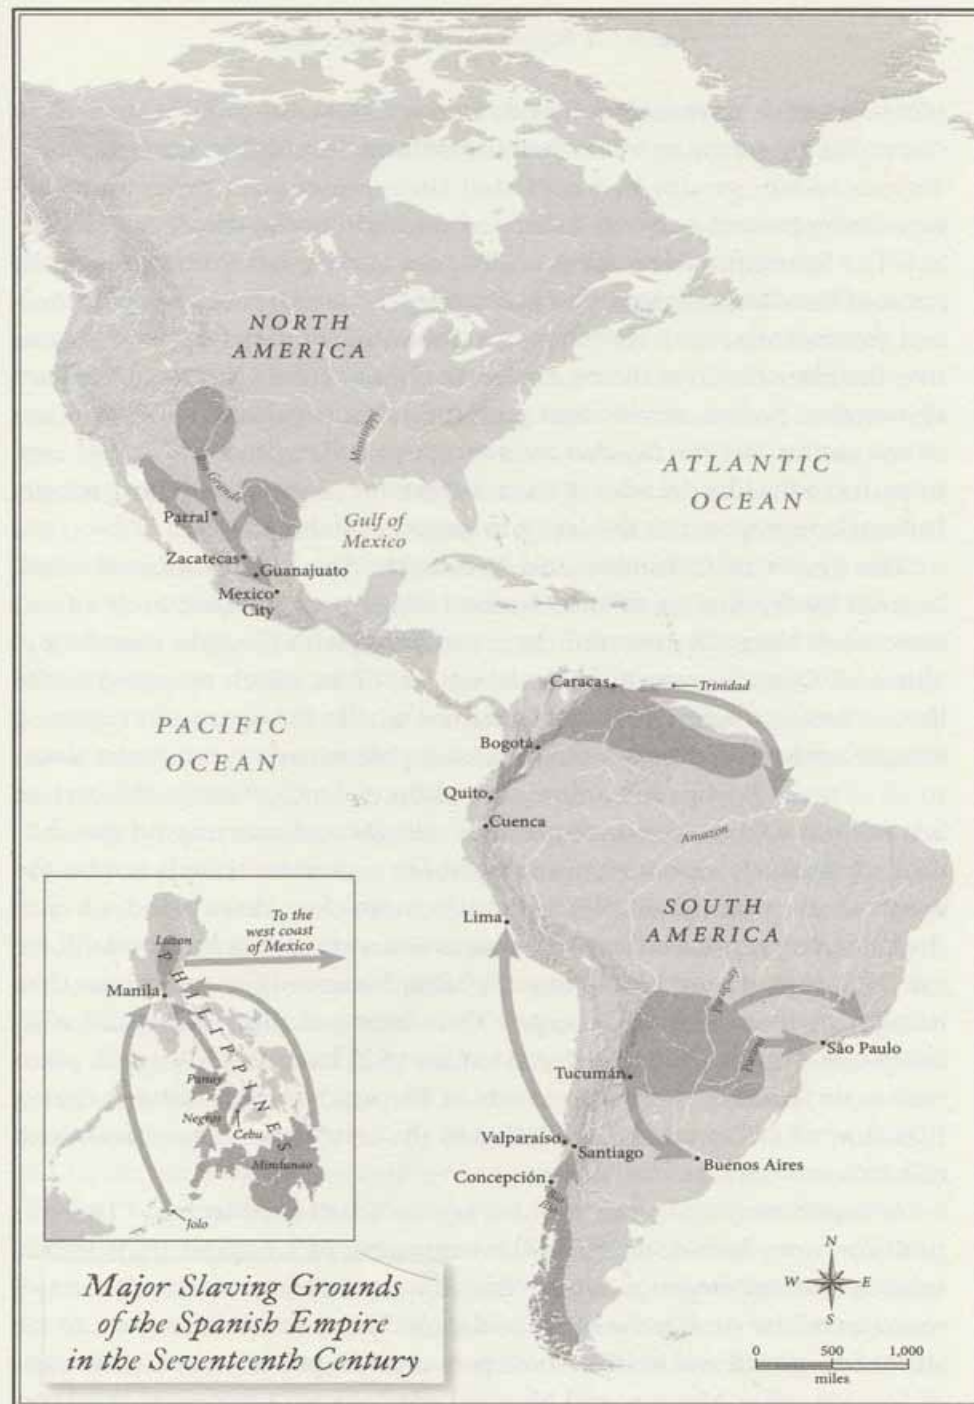 NORTH
AMERICA
Mississippi
ATLANTIC
OCEAN
Rio Grande
Parral
Gulf of
Mexico
Zacatecas
Guanajuato
Mexico
City
Caracas
Trinidad
PACIFIC
OCEAN
Bogotá
Quito
Cuenca
Amazon
Lima
SOUTH
AMERICA
To the
west coast
of Mexico
Luzon
PHILIPPINES
Manila
Paraguay
São Paulo
Paraná
Tucumán
Panay
Negros
Cebu
Mindanao
Valparaíso
Santiago
Buenos Aires
Concepción
Jolo
N
W E
S
Major Slaving Grounds
of the Spanish Empire
in the Seventeenth Century
0 500 1,000
miles